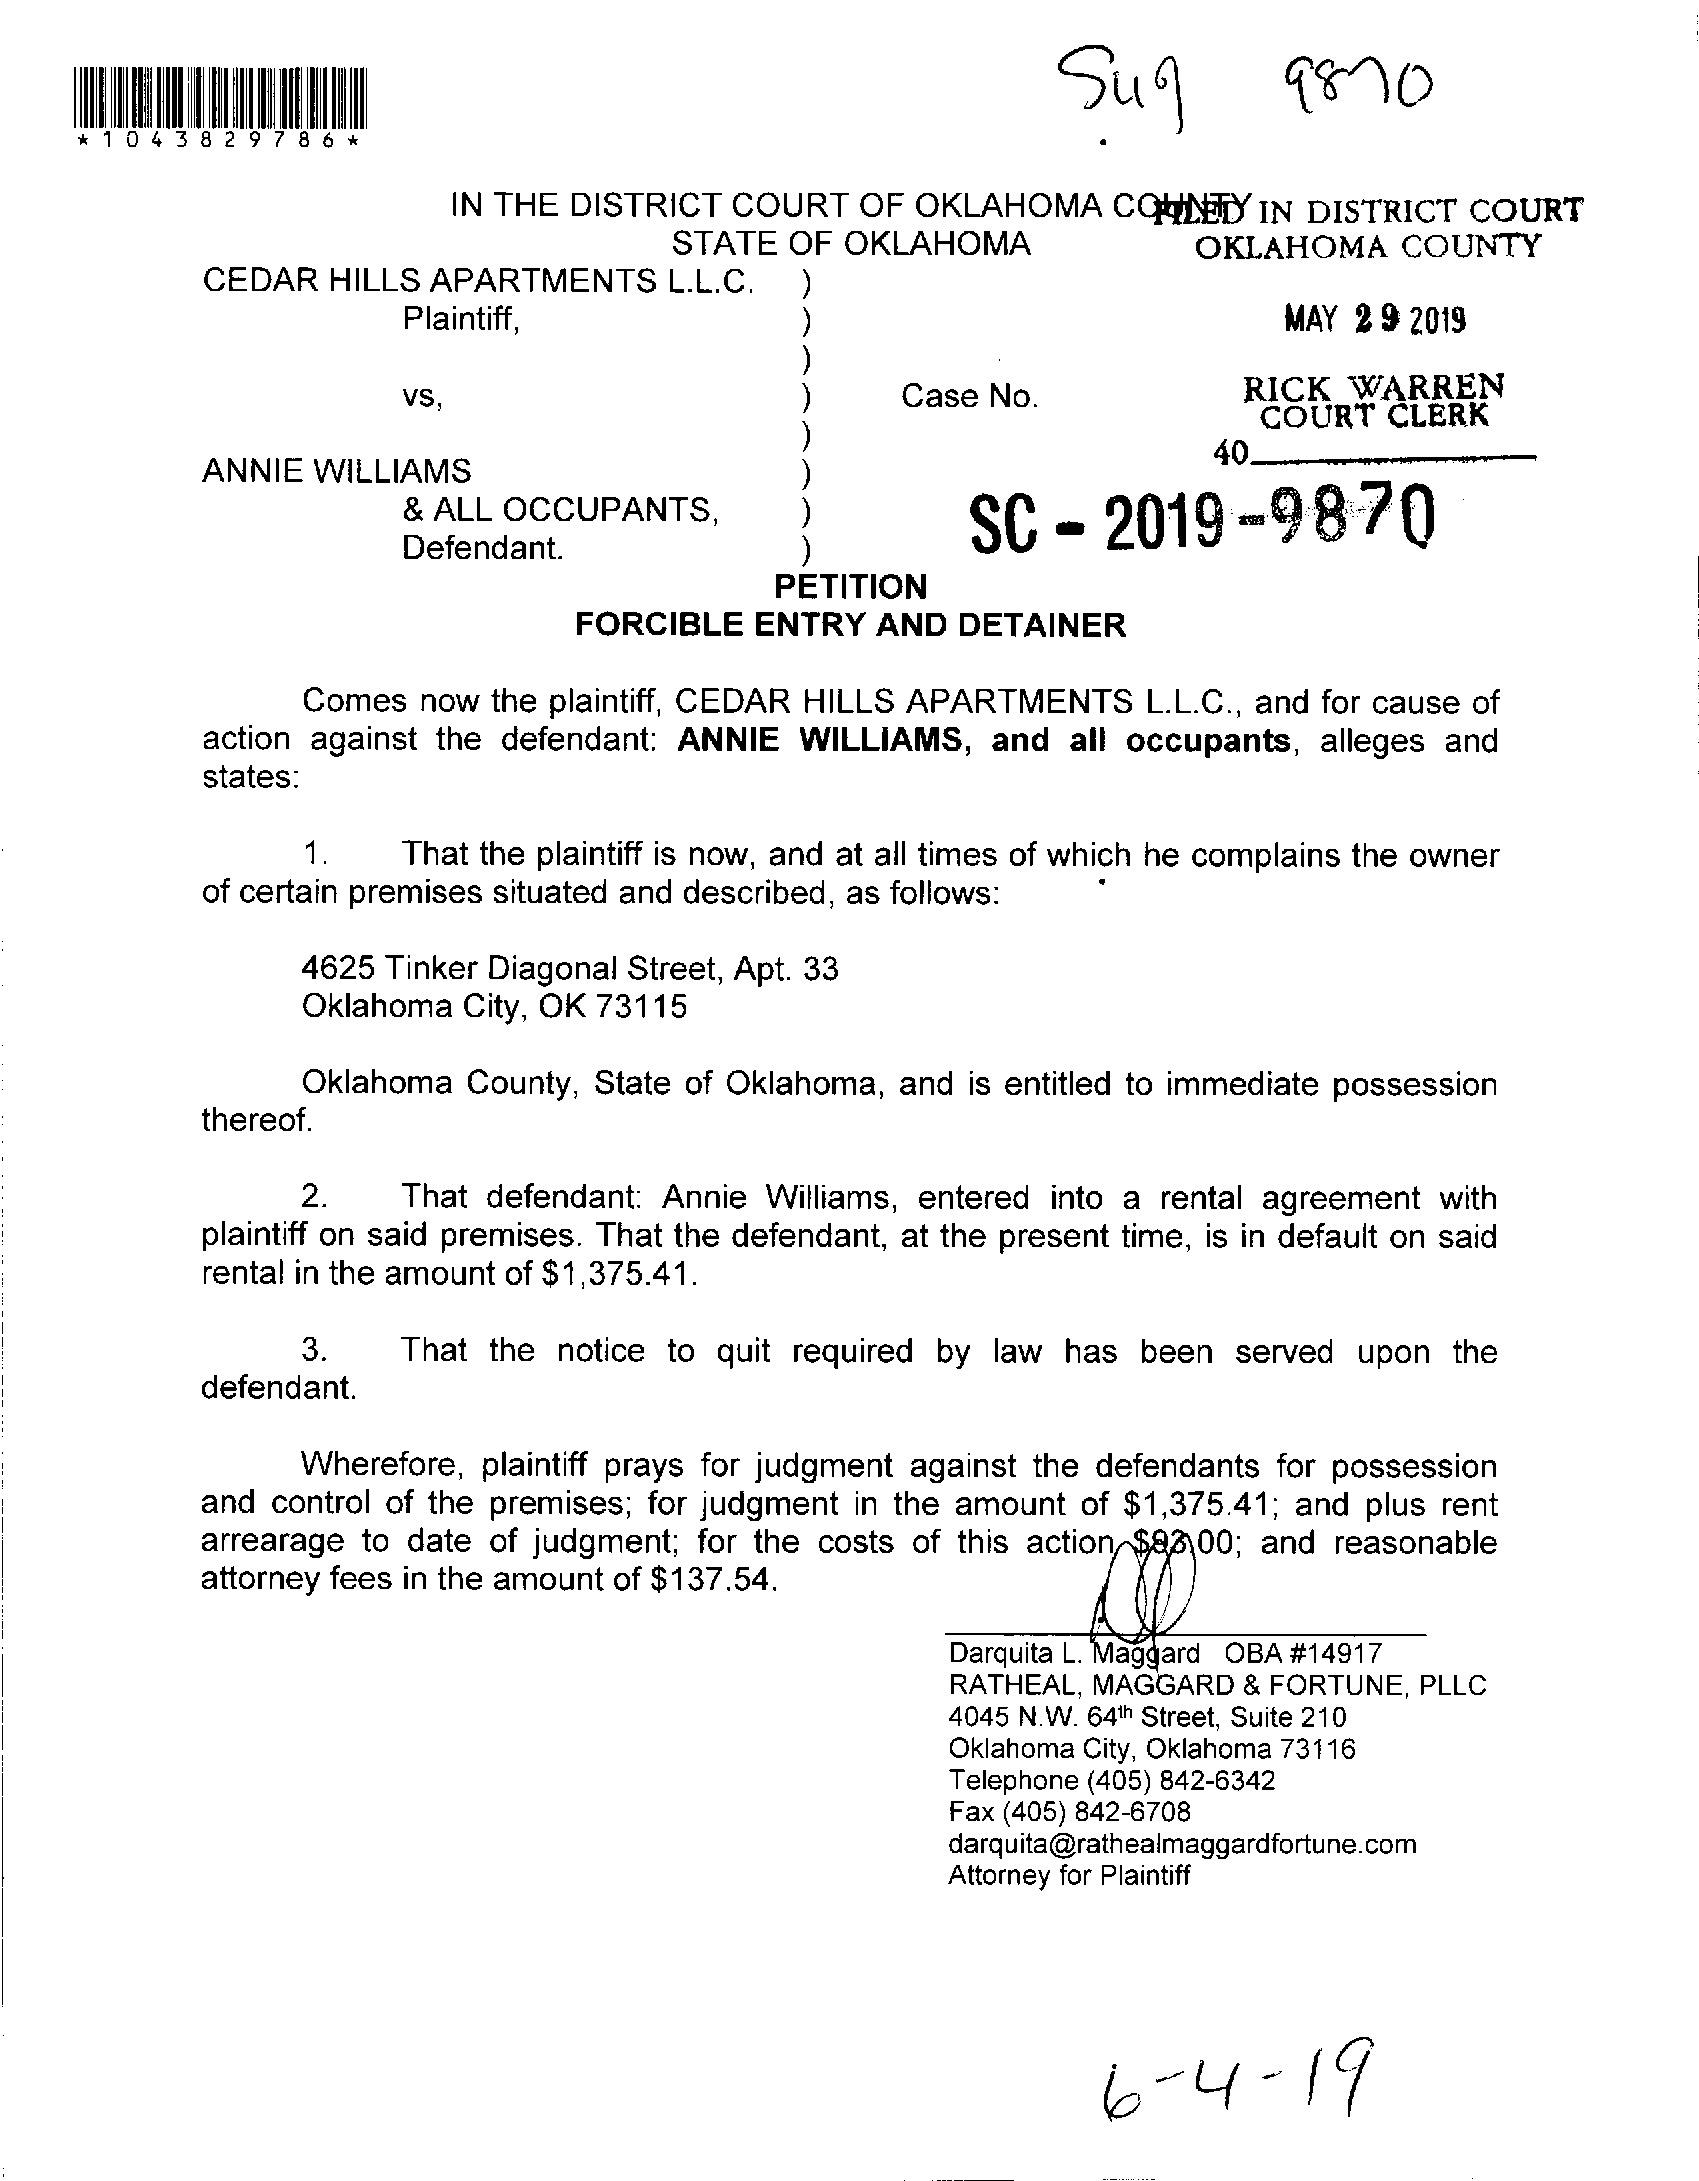 Su9 9870
*1043829786*
IN THE DISTRICT COURT OF OKLAHOMA COUNTY
STATE OF OKLAHOMA
FILED IN DISTRICT COURT
OKLAHOMA COUNTY
MAY 29 2019
RICK WARREN
COURT CLERK
40
SC - 2019 - 9870
CEDAR HILLS APARTMENTS L.L.C. )
Plaintiff, )
)
vs, ) Case No.
)
ANNIE WILLIAMS )
& ALL OCCUPANTS, )
Defendant. )
PETITION
FORCIBLE ENTRY AND DETAINER
Comes now the plaintiff, CEDAR HILLS APARTMENTS L.L.C., and for cause of
action against the defendant: ANNIE WILLIAMS, and all occupants, alleges and
states:
1. That the plaintiff is now, and at all times of which he complains the owner
of certain premises situated and described, as follows:
4625 Tinker Diagonal Street, Apt. 33
Oklahoma City, OK 73115
Oklahoma County, State of Oklahoma, and is entitled to immediate possession
thereof.
2. That defendant: Annie Williams, entered into a rental agreement with
plaintiff on said premises. That the defendant, at the present time, is in default on said
rental in the amount of $1,375.41.
3. That the notice to quit required by law has been served upon the
defendant.
Wherefore, plaintiff prays for judgment against the defendants for possession
and control of the premises; for judgment in the amount of $1,375.41; and plus rent
arrearage to date of judgment; for the costs of this action and reasonable
attorney fees in the amount of $137.54.
Darquita L. Maggard OBA #14917
RATHEAL, MAGGARD & FORTUNE, PLLC
4045 N.W. 64th Street, Suite 210
Oklahoma City, Oklahoma 73116
Telephone (405) 842-6342
Fax (405) 842-6708
darquita@rathealmaggardfortune.com
Attorney for Plaintiff
6-4-19